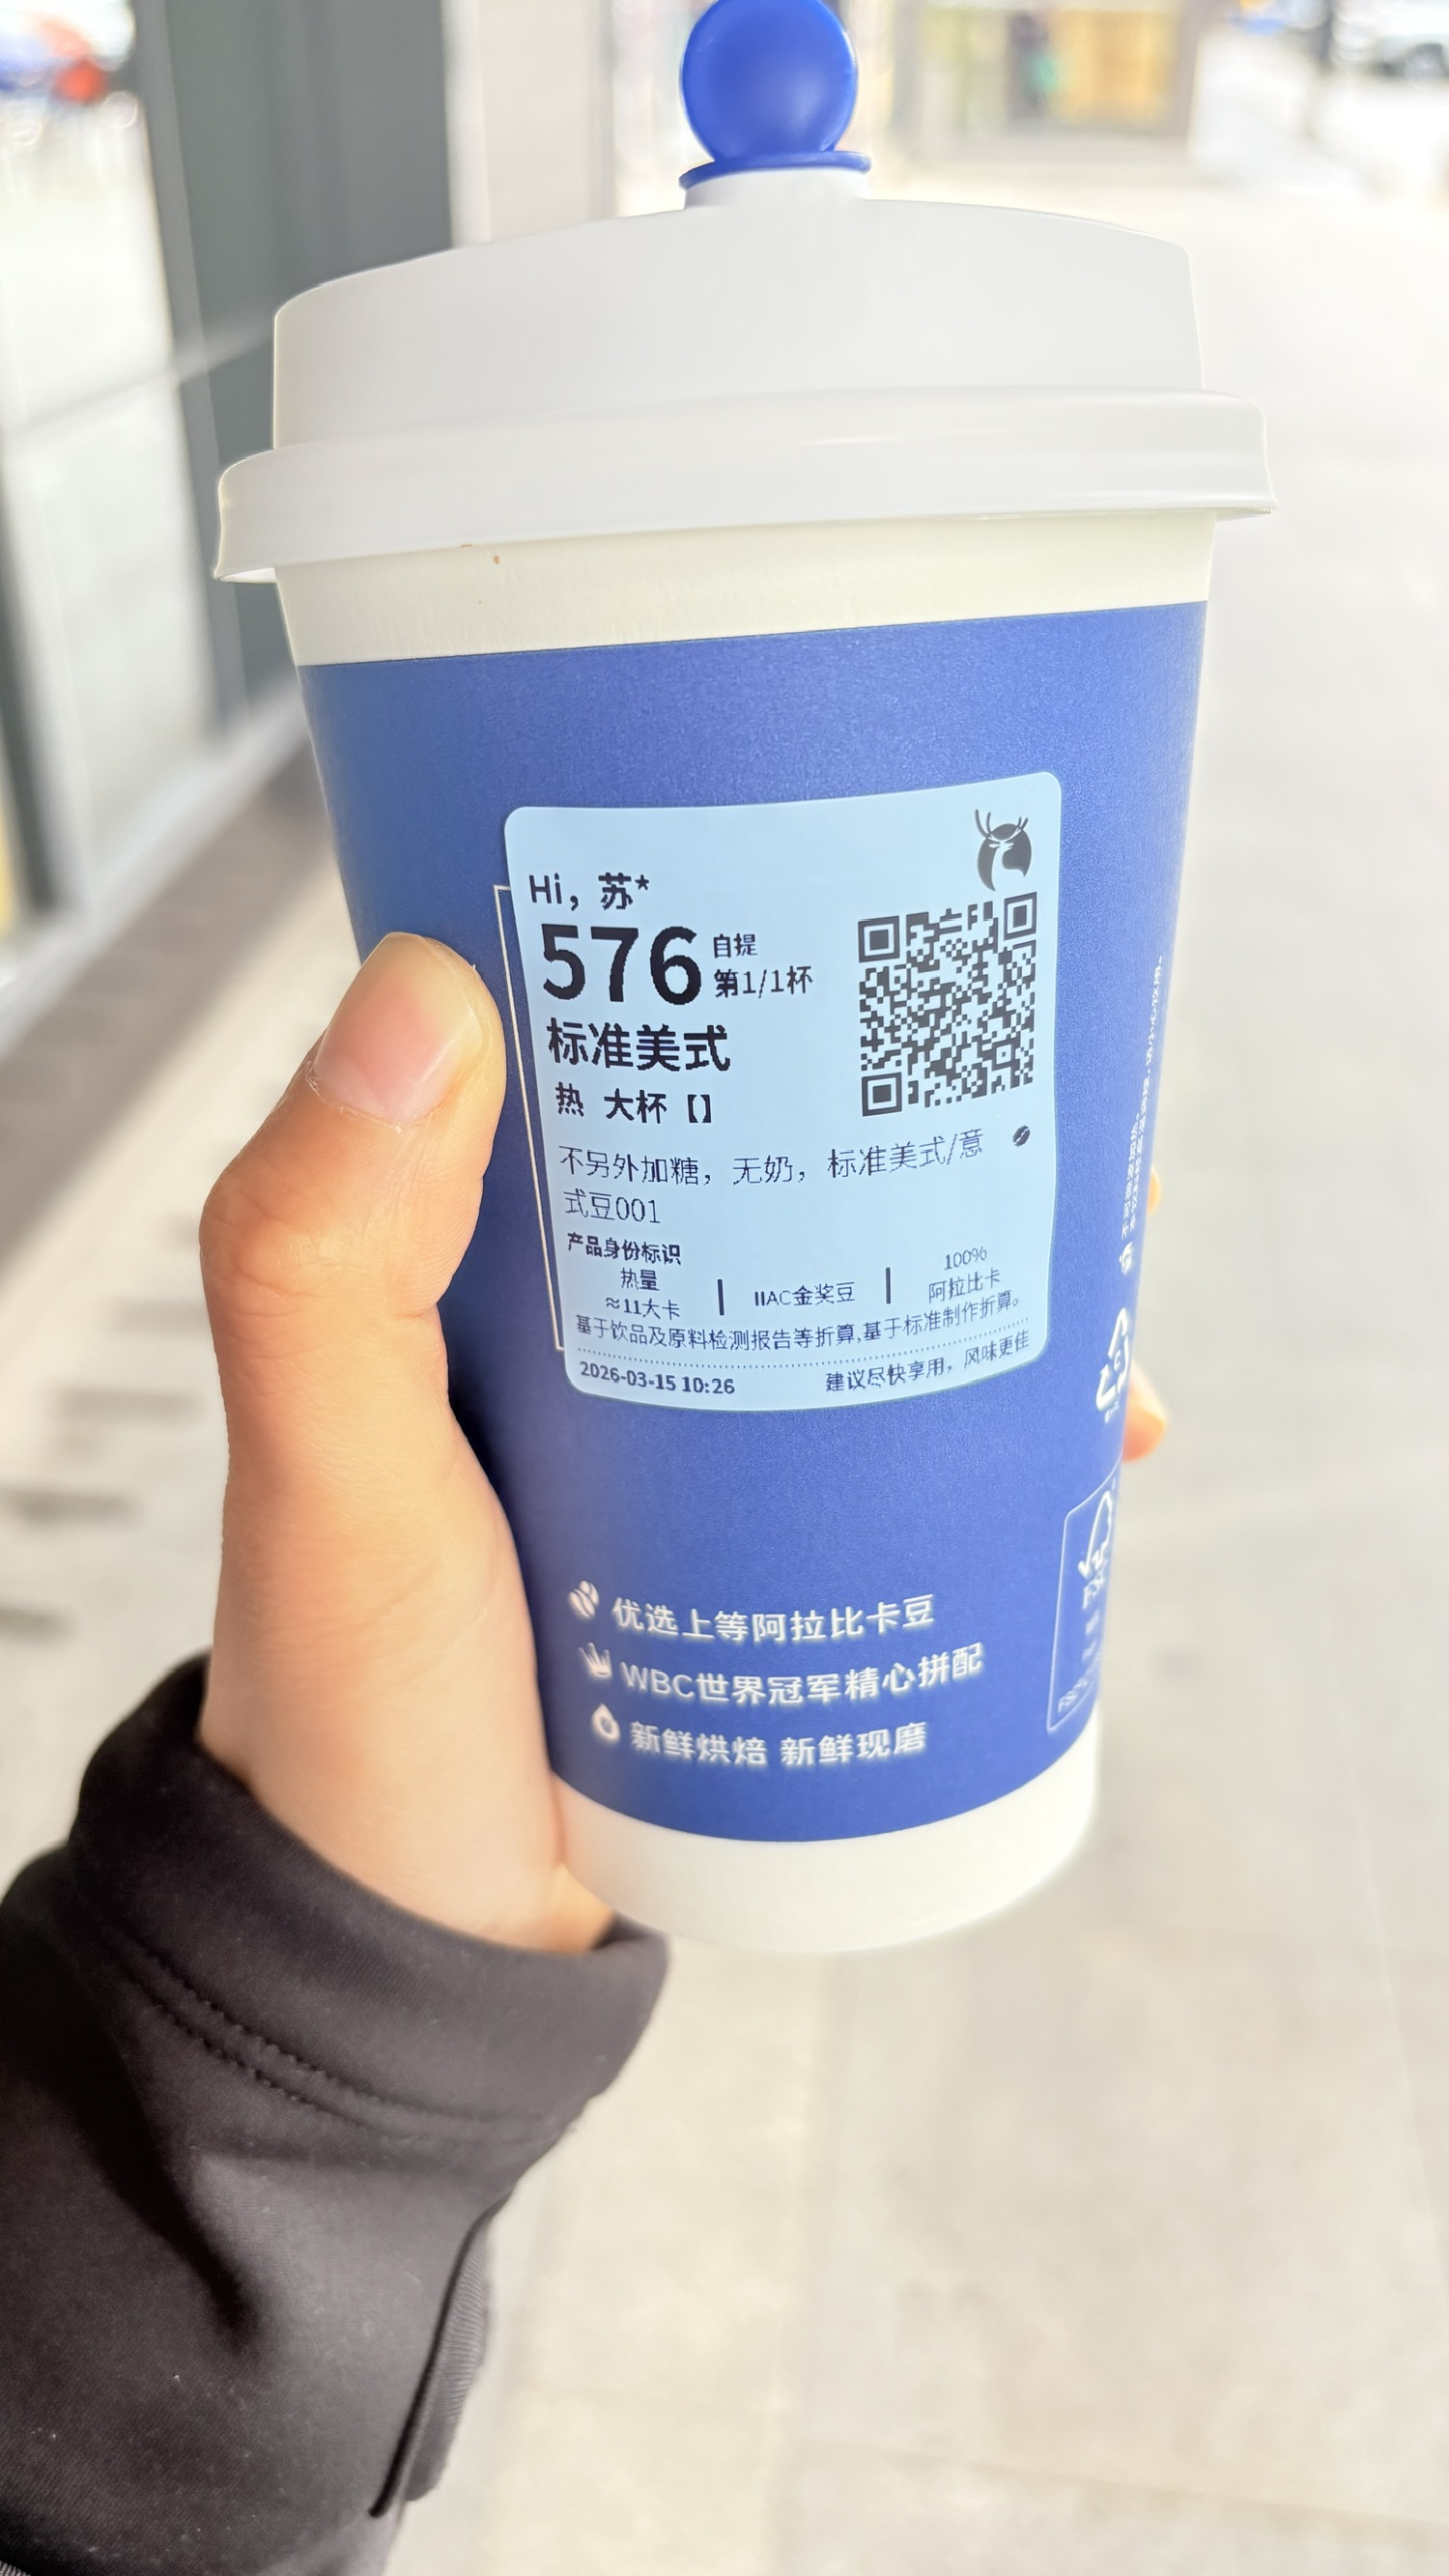 Hi, 苏*
576 自提
第1/1杯
标准美式
热 大杯【】
不另外加糖, 无奶, 标准美式/意
式豆001
产品身份标识
热量
≈11大卡
IIAC金奖豆
100%
阿拉比卡
基于饮品及原料检测报告等折算,基于标准制作折算。
2026-03-15 10:26
建议尽快享用,风味更佳
优选上等阿拉比卡豆
WBC世界冠军精心拼配
新鲜烘焙 新鲜现磨